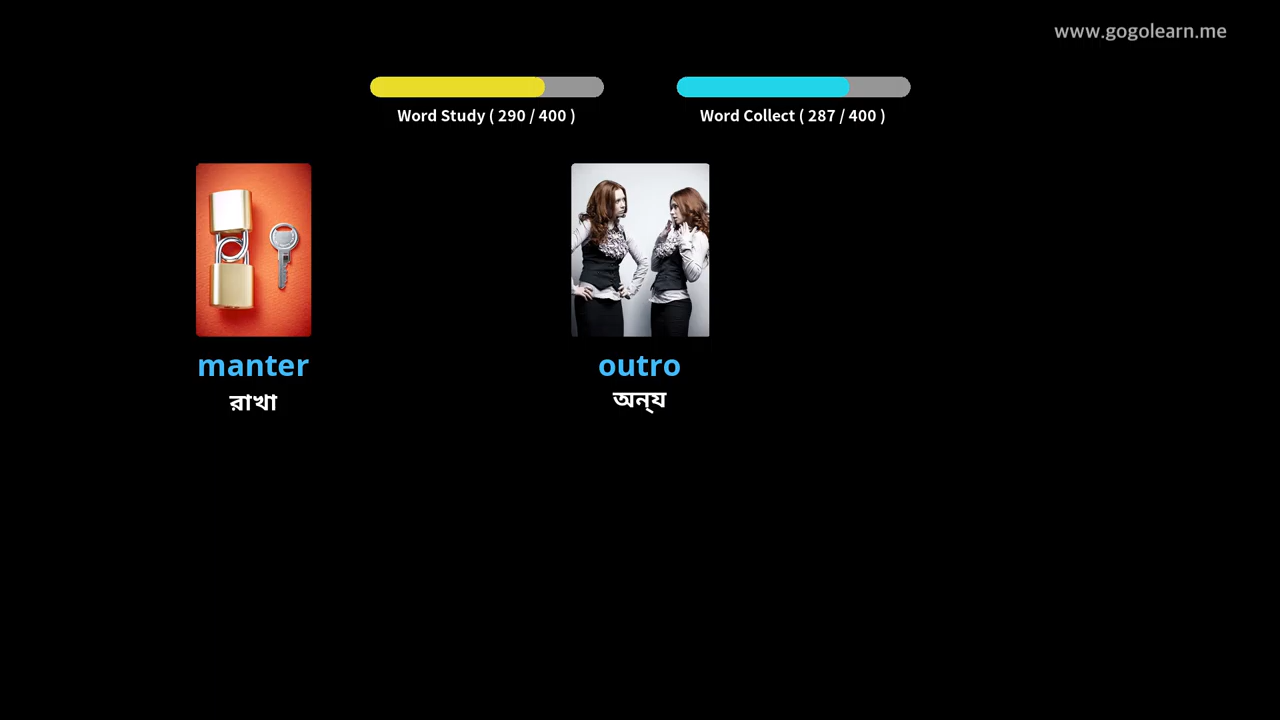 www.gogolearn.me
Word Study ( 290 / 400 )
Word Collect ( 287 / 400 )
manter
রাখা
outro
অন্‌য